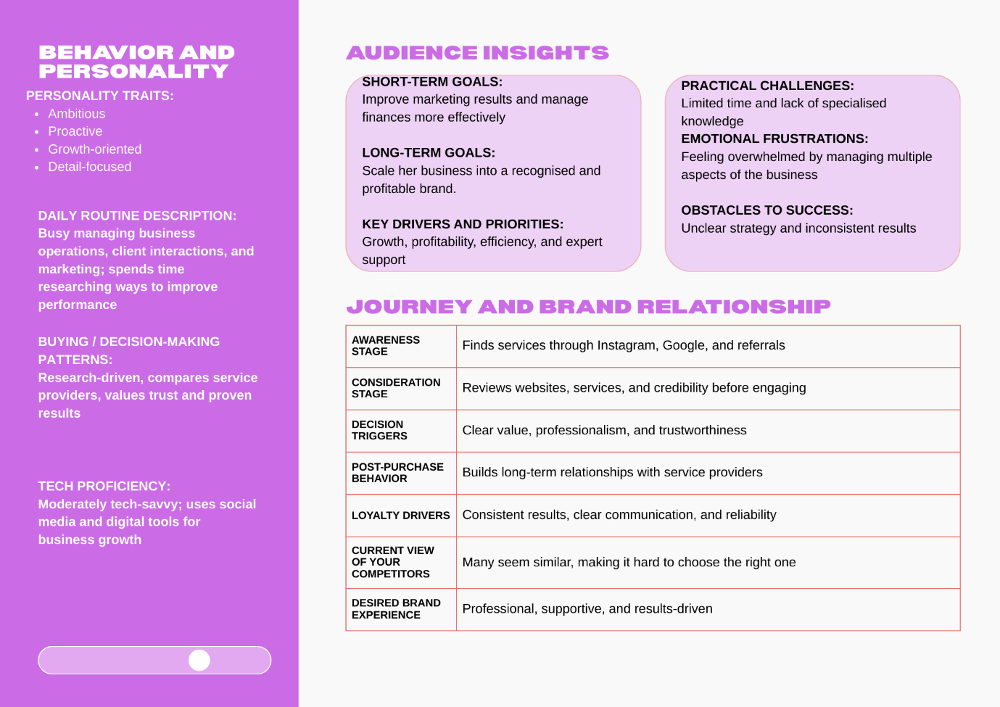 BEHAVIOR AND
PERSONALITY
PERSONALITY TRAITS:
• Ambitious
• Proactive
• Growth-oriented
• Detail-focused
DAILY ROUTINE DESCRIPTION:
Busy managing business
operations, client interactions, and
marketing; spends time
researching ways to improve
performance
BUYING / DECISION-MAKING
PATTERNS:
Research-driven, compares service
providers, values trust and proven
results
TECH PROFICIENCY:
Moderately tech-savvy; uses social
media and digital tools for
business growth
AUDIENCE INSIGHTS
SHORT-TERM GOALS:
Improve marketing results and manage
finances more effectively
LONG-TERM GOALS:
Scale her business into a recognised and
profitable brand.
KEY DRIVERS AND PRIORITIES:
Growth, profitability, efficiency, and expert
support
PRACTICAL CHALLENGES:
Limited time and lack of specialised
knowledge
EMOTIONAL FRUSTRATIONS:
Feeling overwhelmed by managing multiple
aspects of the business
OBSTACLES TO SUCCESS:
Unclear strategy and inconsistent results
JOURNEY AND BRAND RELATIONSHIP
AWARENESS
STAGE
Finds services through Instagram, Google, and referrals
CONSIDERATION
STAGE
Reviews websites, services, and credibility before engaging
DECISION
TRIGGERS
Clear value, professionalism, and trustworthiness
POST-PURCHASE
BEHAVIOR
Builds long-term relationships with service providers
LOYALTY DRIVERS
Consistent results, clear communication, and reliability
CURRENT VIEW
OF YOUR
COMPETITORS
Many seem similar, making it hard to choose the right one
DESIRED BRAND
EXPERIENCE
Professional, supportive, and results-driven